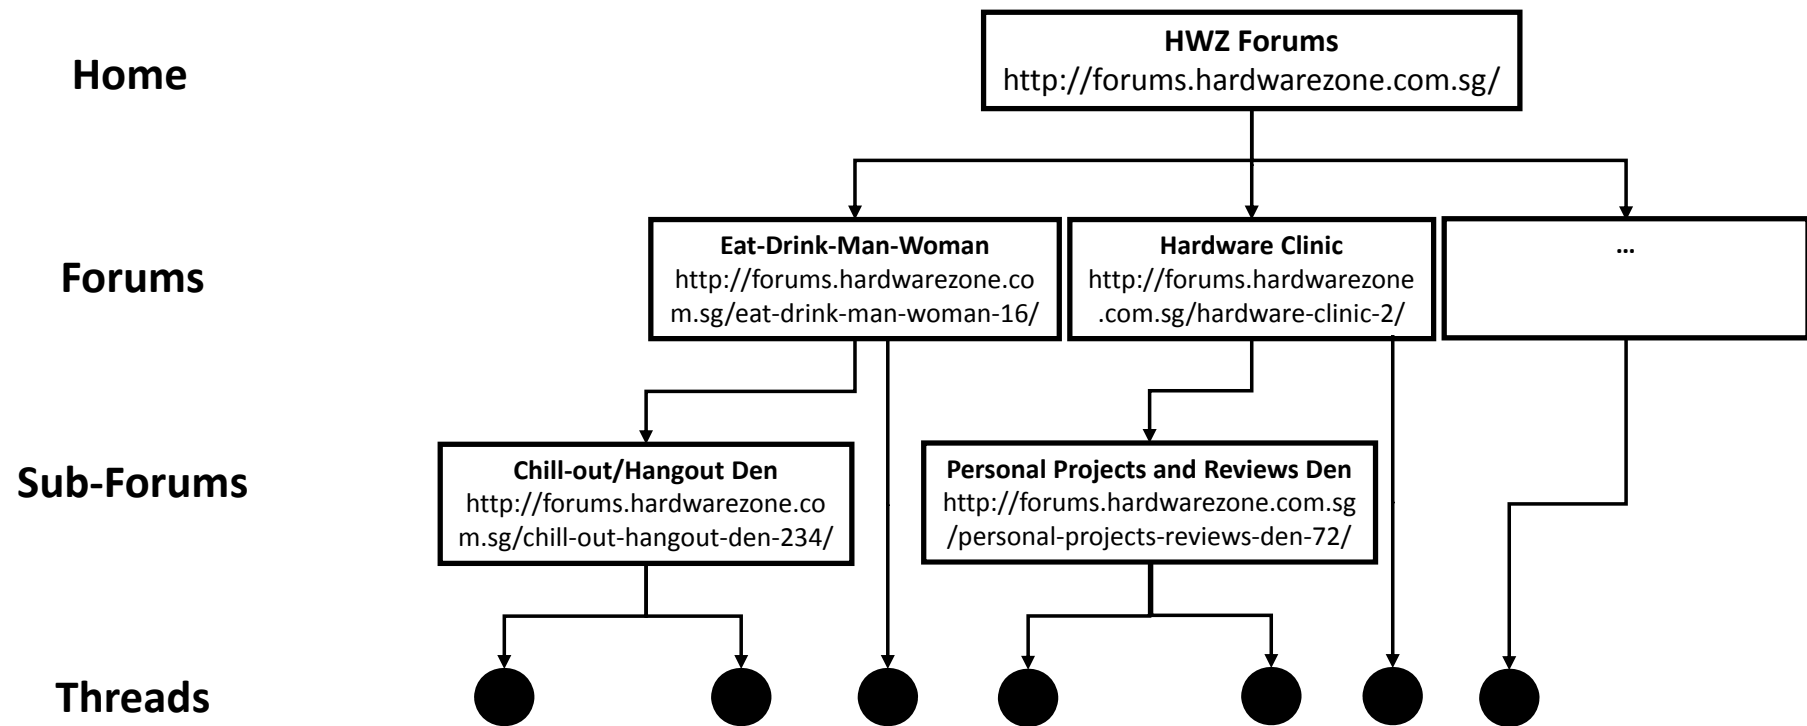 Home
HWZ Forums
http://forums.hardwarezone.com.sg/
Forums
Eat-Drink-Man-Woman
http://forums.hardwarezone.co
m.sg/eat-drink-man-woman-16/
Hardware Clinic
http://forums.hardwarezone
.com.sg/hardware-clinic-2/
...
Sub-Forums
Chill-out/Hangout Den
http://forums.hardwarezone.co
m.sg/chill-out-hangout-den-234/
Personal Projects and Reviews Den
http://forums.hardwarezone.com.sg
/personal-projects-reviews-den-72/
Threads